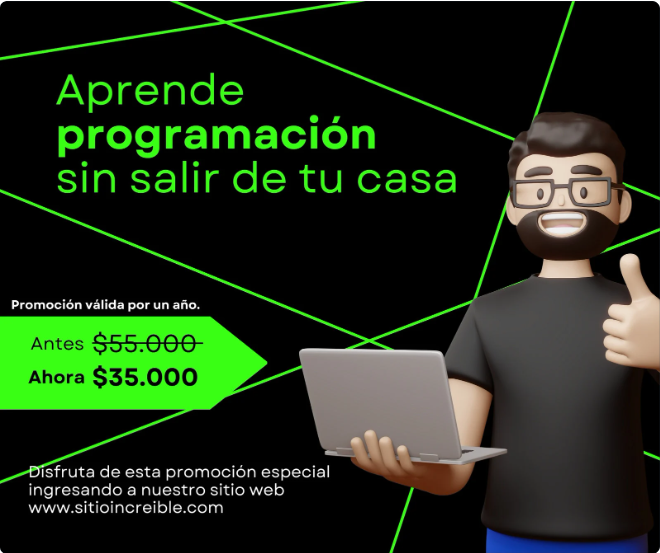 Aprende
programación
sin salir de tu casa
Promoción válida por un año.
Antes $55.000
Ahora $35.000
Disfruta de esta promoción especial
ingresando a nuestro sitio web
www.sitioincreible.com